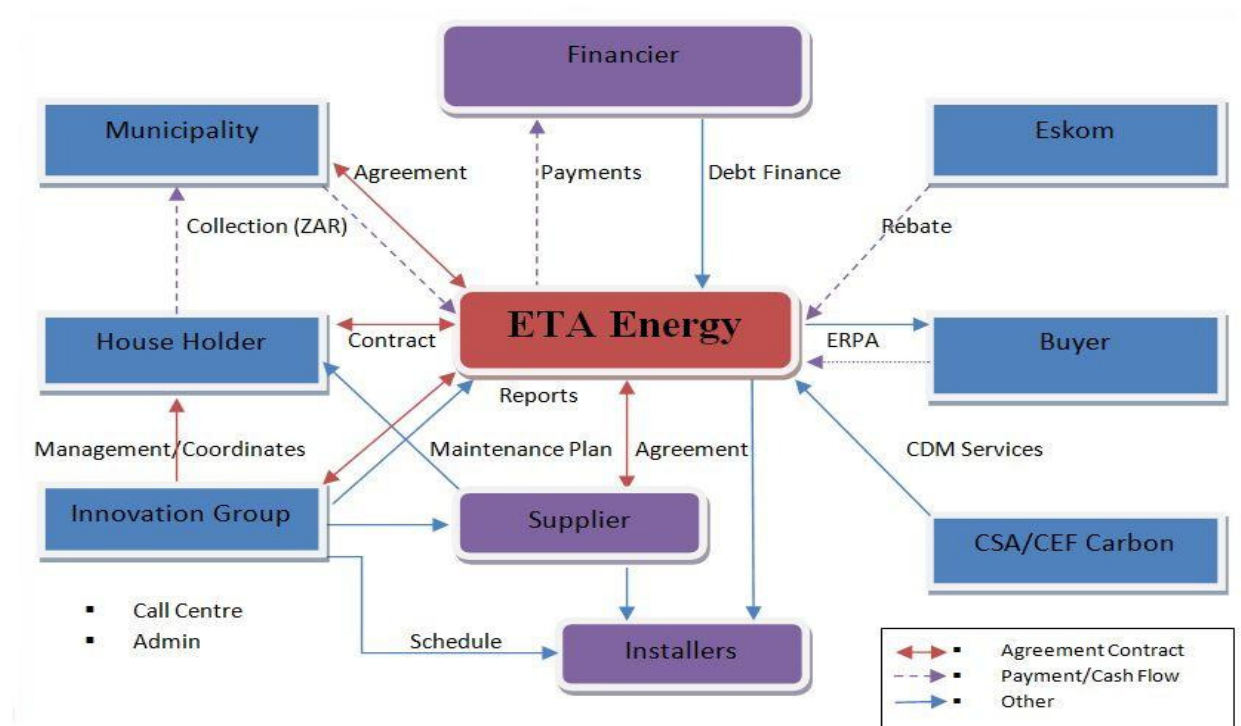 Financier
Municipality
Eskom
Agreement
Payments
Debt Finance
Collection (ZAR)
Rebate
ETA Energy
House Holder
Contract
ERPA
Buyer
Reports
Management/Coordinates
Maintenance Plan
Agreement
CDM Services
Innovation Group
Supplier
CSA/CEF Carbon
▪ Call Centre
▪ Admin
Schedule
Installers
▪ Agreement Contract
▪ Payment/Cash Flow
▪ Other